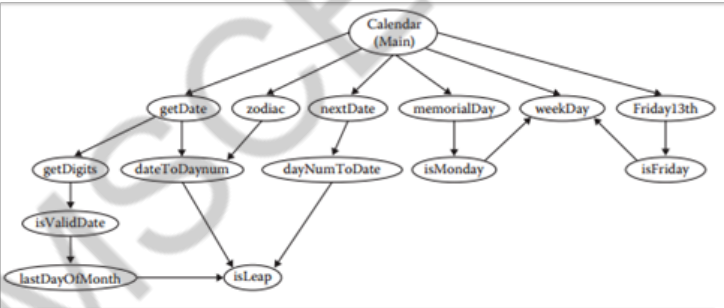 Calendar
(Main)
getDate
zodiac
nextDate
memorialDay
weekDay
Friday13th
getDigits
dateToDaynum
dayNumToDate
isMonday
isFriday
isValidDate
lastDayOfMonth
isLeap